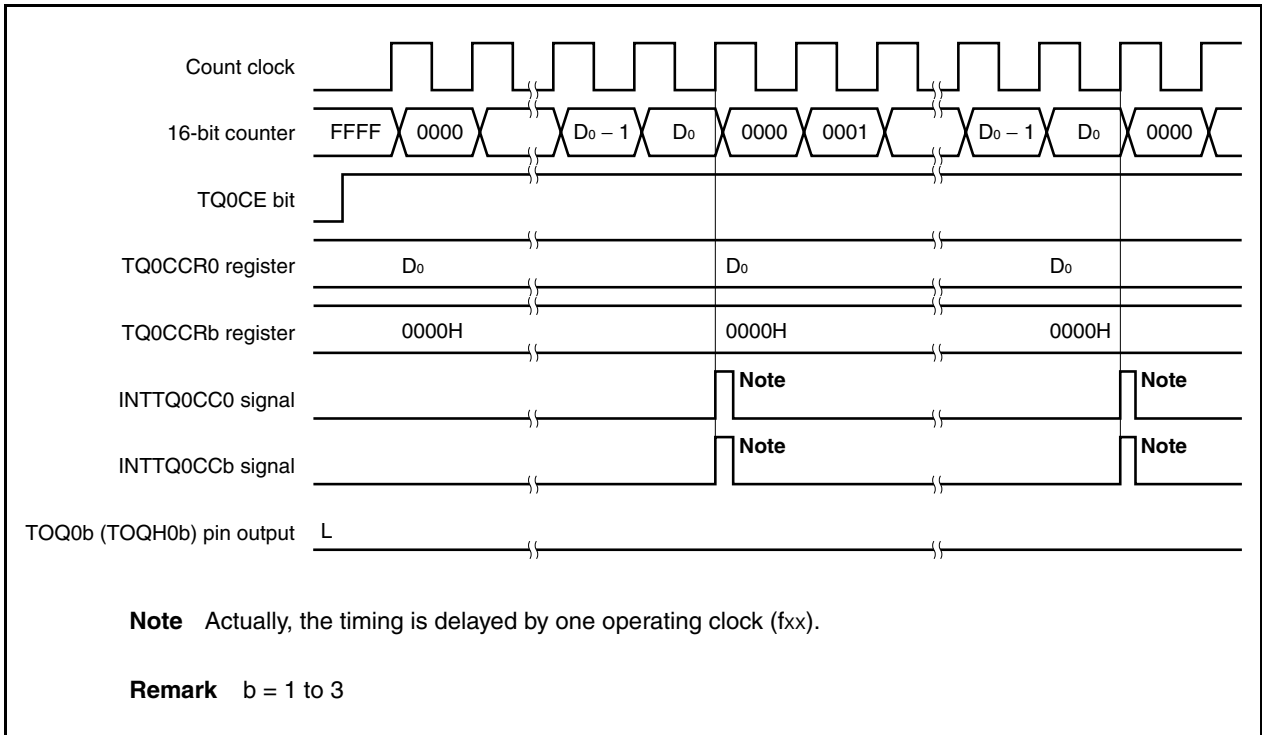 Count clock
16-bit counter FFFF 0000 D0 − 1 D0 0000 0001 D0 − 1 D0 0000
TQ0CE bit
TQ0CCR0 register D0 D0 D0
TQ0CCRb register 0000H 0000H 0000H
INTTQ0CC0 signal Note Note
INTTQ0CCb signal Note Note
TOQ0b (TOQH0b) pin output L
Note Actually, the timing is delayed by one operating clock (fxx).
Remark b = 1 to 3